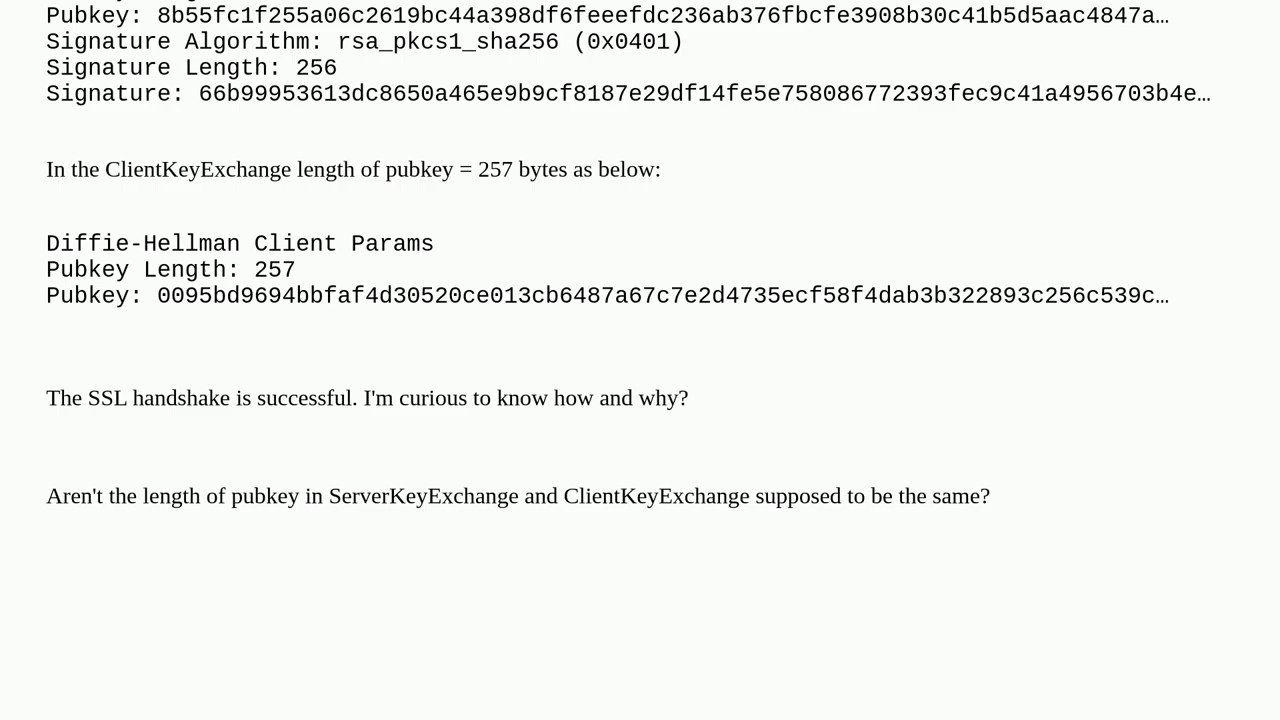 Pubkey: 8b55fc1f255a06c2619bc44a398df6feeefdc236ab376fbcfe3908b30c41b5d5aac4847a…
Signature Algorithm: rsa_pkcs1_sha256 (0x0401)
Signature Length: 256
Signature: 66b99953613dc8650a465e9b9cf8187e29df14fe5e758086772393fec9c41a4956703b4e…
In the ClientKeyExchange length of pubkey = 257 bytes as below:
Diffie-Hellman Client Params
Pubkey Length: 257
Pubkey: 0095bd9694bbfaf4d30520ce013cb6487a67c7e2d4735ecf58f4dab3b322893c256c539c…
The SSL handshake is successful. I'm curious to know how and why?
Aren't the length of pubkey in ServerKeyExchange and ClientKeyExchange supposed to be the same?